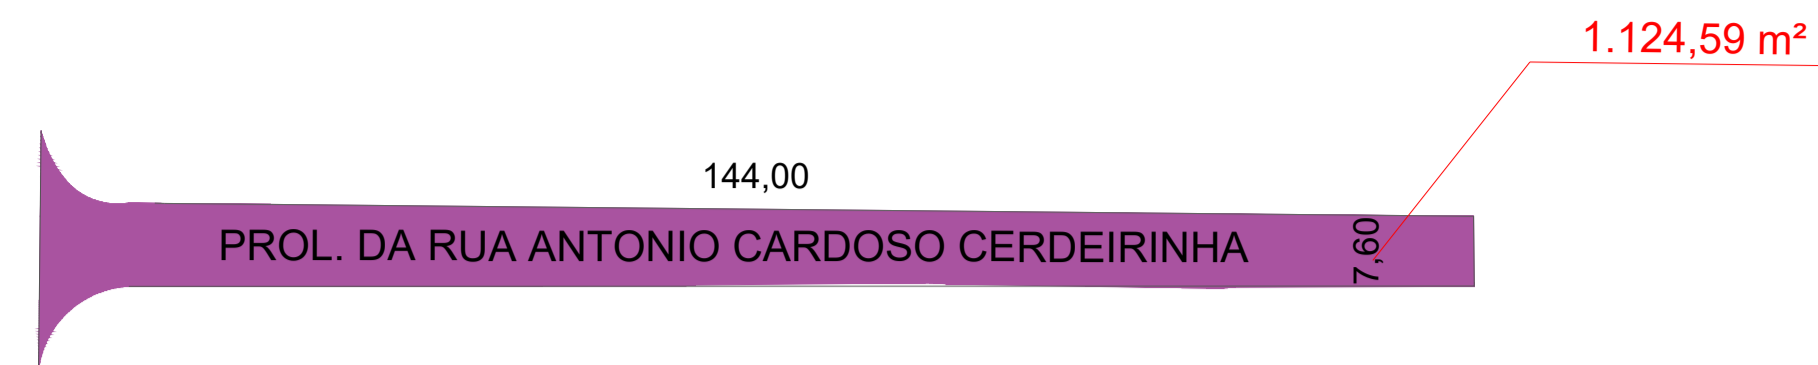 1.124,59 m²
144,00
PROL. DA RUA ANTONIO CARDOSO CERDEIRINHA
7,60